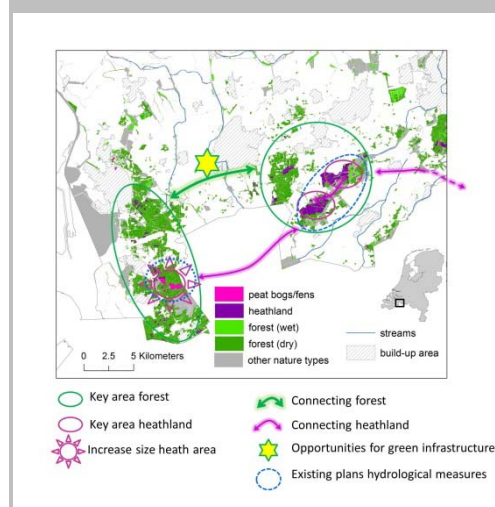 peat bogs/fens
heathland
forest (wet)
forest (dry)
other nature types
streams
build-up area
0 2.5 5 Kilometers
Key area forest
Key area heathland
Increase size heath area
Connecting forest
Connecting heathland
Opportunities for green infrastructure
Existing plans hydrological measures